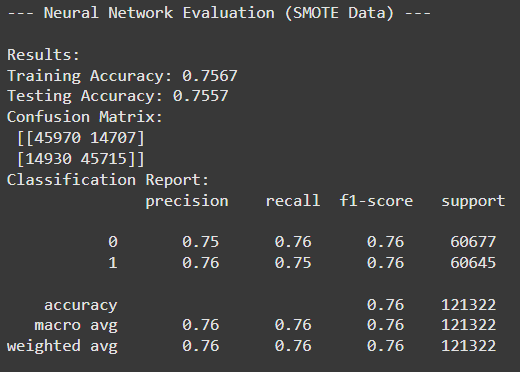 --- Neural Network Evaluation (SMOTE Data) ---
Results:
Training Accuracy: 0.7567
Testing Accuracy: 0.7557
Confusion Matrix:
[[45970 14707]
[14930 45715]]
Classification Report:
precision recall f1-score support
0 0.75 0.76 0.76 60677
1 0.76 0.75 0.76 60645
accuracy 0.76 121322
macro avg 0.76 0.76 0.76 121322
weighted avg 0.76 0.76 0.76 121322